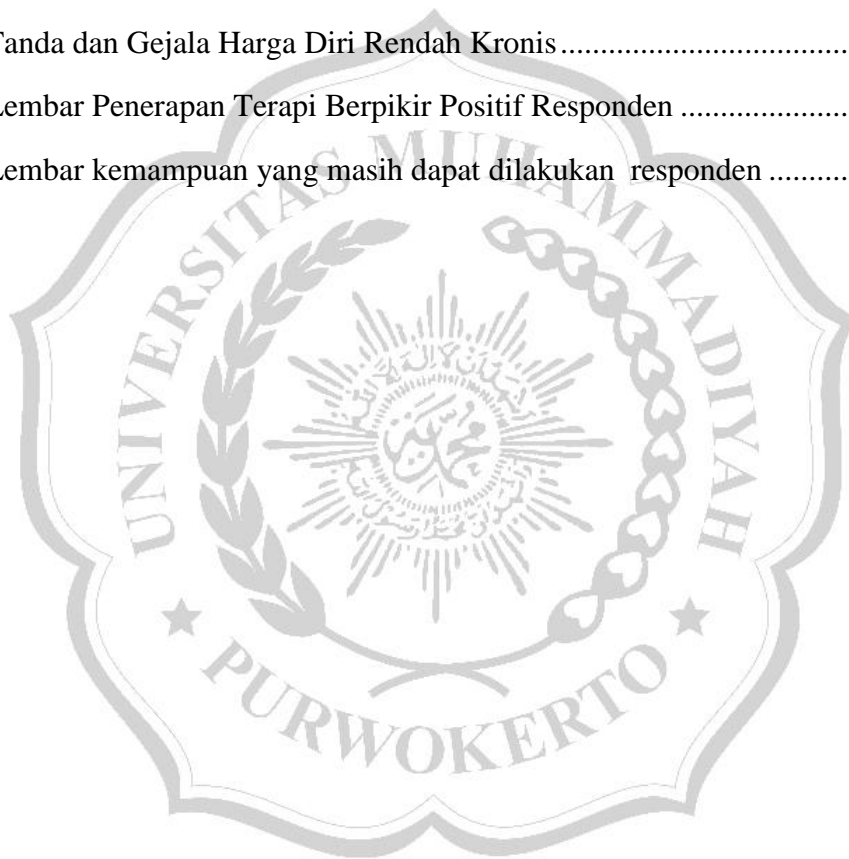 Tanda dan Gejala Harga Diri Rendah Kronis....................................
Lembar Penerapan Terapi Berpikir Positif Responden .....................
Lembar kemampuan yang masih dapat dilakukan  responden ..........
UNIVERSITAS MUHAMMADIYAH
PURWOKERTO
محمد